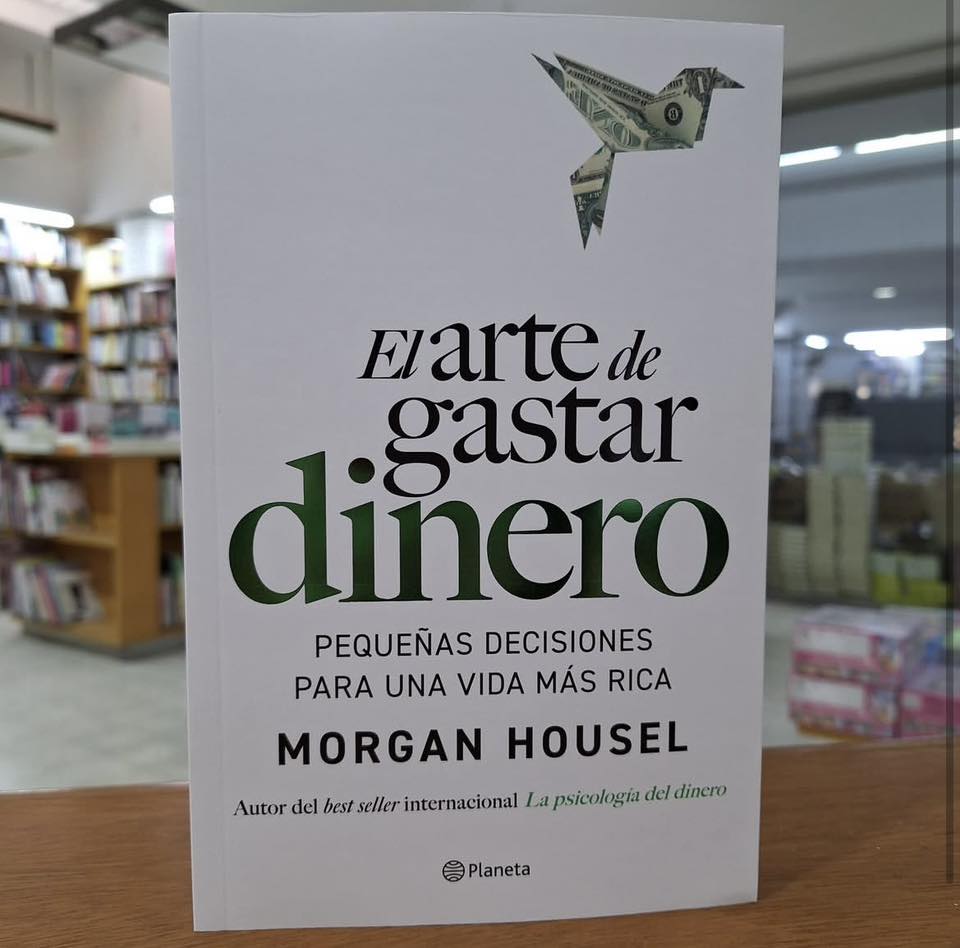 El arte de
gastar
dinero
PEQUEÑAS DECISIONES
PARA UNA VIDA MÁS RICA
MORGAN HOUSEL
Autor del best seller internacional La psicología del dinero
Planeta